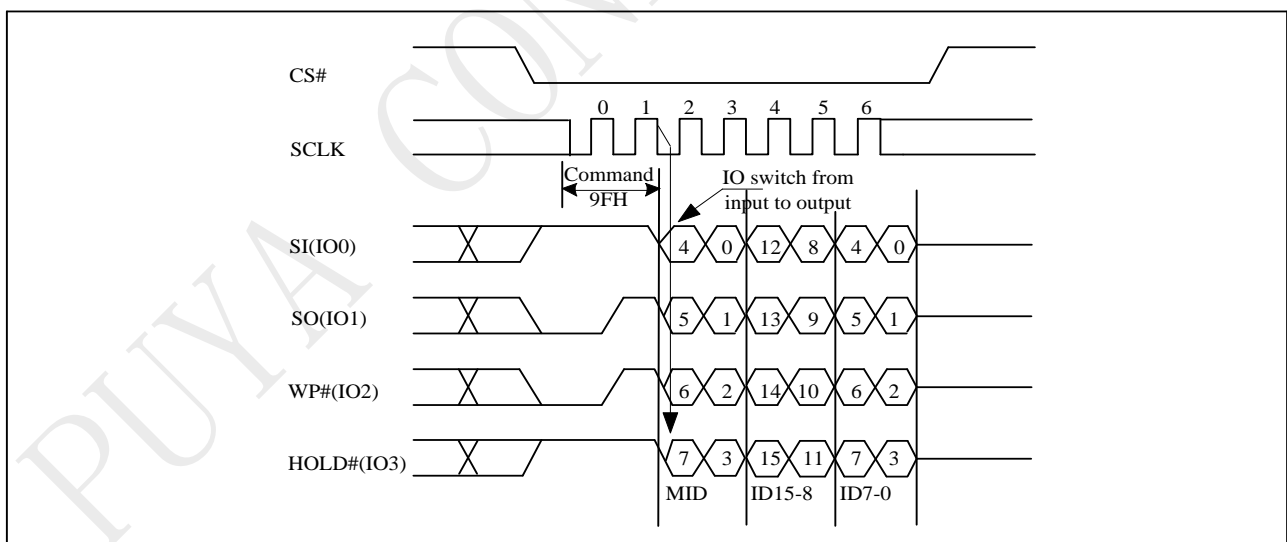 PUYA CON
CS#
0 1 2 3 4 5 6
SCLK
Command
9FH
IO switch from
input to output
SI(IO0)
4 0 12 8 4 0
SO(IO1)
5 1 13 9 5 1
WP#(IO2)
6 2 14 10 6 2
HOLD#(IO3)
7 3 15 11 7 3
MID ID15-8 ID7-0